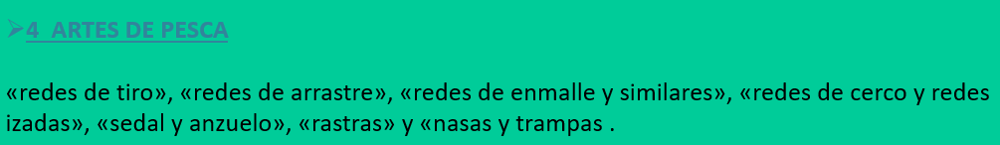 ➢4 ARTES DE PESCA
«redes de tiro», «redes de arrastre», «redes de enmalle y similares», «redes de cerco y redes
izadas», «sedal y anzuelo», «rastras» y «nasas y trampas .